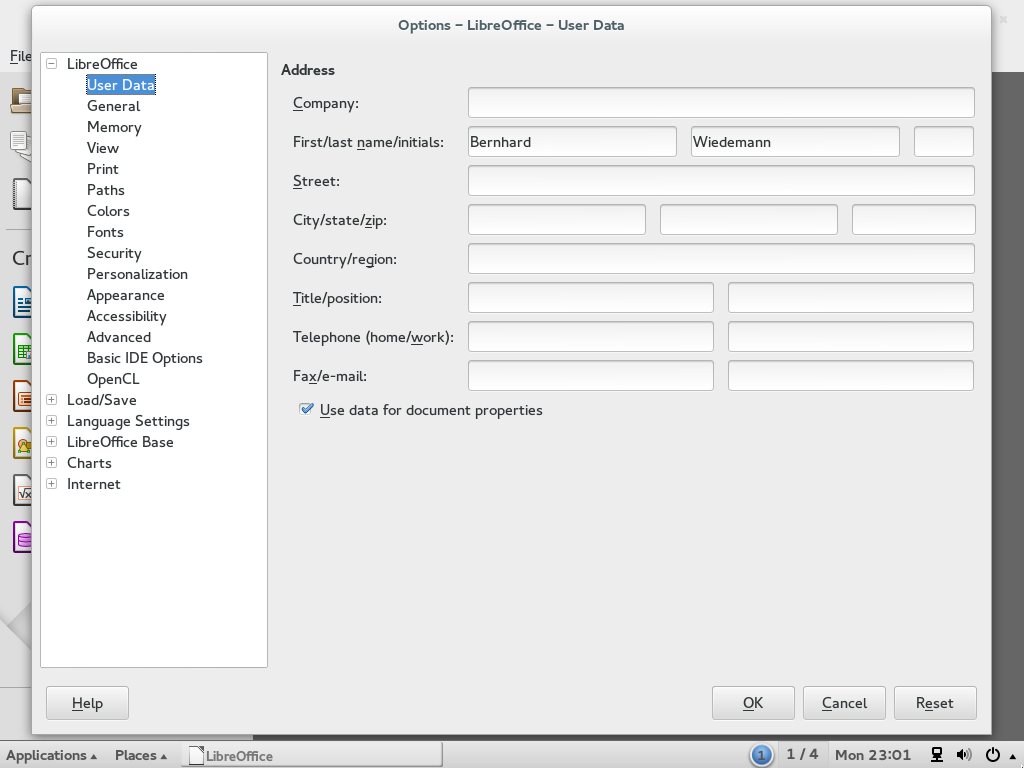 Options – LibreOffice – User Data
File
LibreOffice
User Data
General
Memory
View
Print
Paths
Colors
Fonts
Security
Personalization
Appearance
Accessibility
Advanced
Basic IDE Options
OpenCL
Load/Save
Language Settings
LibreOffice Base
Charts
Internet
Address
Company:
First/last name/initials: Bernhard Wiedemann
Street:
City/state/zip:
Country/region:
Title/position:
Telephone (home/work):
Fax/e-mail:
Use data for document properties
Help OK Cancel Reset
Applications Places LibreOffice 1 1 / 4 Mon 23:01